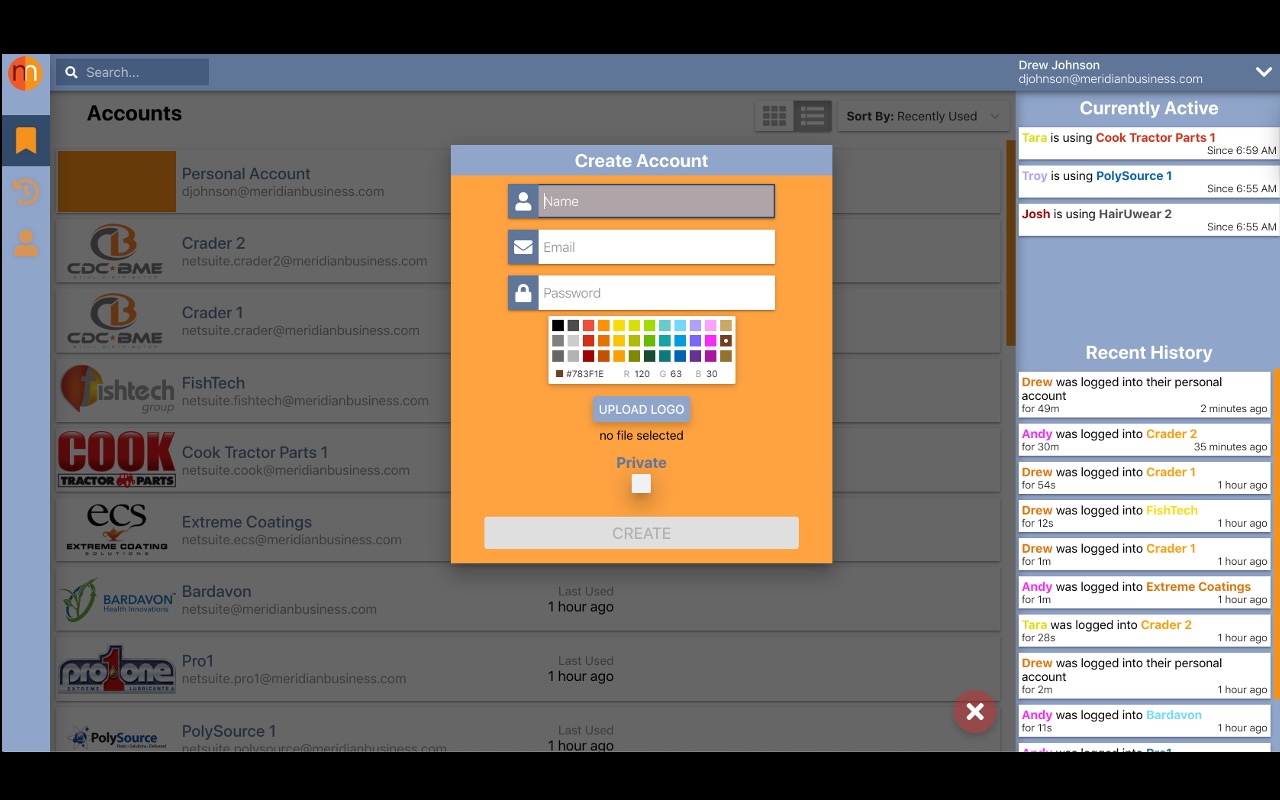 m
Search...
Drew Johnson
djohnson@meridianbusiness.com
Accounts
Sort By: Recently Used
Personal Account
djohnson@meridianbusiness.com
CDC BME
Crader 2
netsuite.crader2@meridianbusiness.com
CDC BME
Crader 1
netsuite.crader@meridianbusiness.com
fishtech
group
FishTech
netsuite.fishtech@meridianbusiness.com
COOK
TRACTOR PARTS
Cook Tractor Parts 1
netsuite.cook@meridianbusiness.com
ecs
EXTREME COATING
SOLUTIONS
Extreme Coatings
netsuite.ecs@meridianbusiness.com
BARDAVON
Health Innovations
Bardavon
netsuite@meridianbusiness.com
Last Used
1 hour ago
pro1one
EXTREME LUBRICANTS
Pro1
netsuite.pro1@meridianbusiness.com
Last Used
1 hour ago
PolySource
PolySource 1
netsuite.polysource@meridianbusiness.com
Last Used
1 hour ago
Create Account
Name
Email
Password
#783F1E R 120 G 63 B 30
UPLOAD LOGO
no file selected
Private
CREATE
Currently Active
Tara is using Cook Tractor Parts 1
Since 6:59 AM
Troy is using PolySource 1
Since 6:55 AM
Josh is using HairUwear 2
Since 6:55 AM
Recent History
Drew was logged into their personal
account
for 49m 2 minutes ago
Andy was logged into Crader 2
for 30m 35 minutes ago
Drew was logged into Crader 1
for 54s 1 hour ago
Drew was logged into FishTech
for 12s 1 hour ago
Drew was logged into Crader 1
for 1m 1 hour ago
Andy was logged into Extreme Coatings
for 1m 1 hour ago
Tara was logged into Crader 2
for 28s 1 hour ago
Drew was logged into their personal
account
for 2m 1 hour ago
Andy was logged into Bardavon
for 11s 1 hour ago
Andy was logged into Pro1